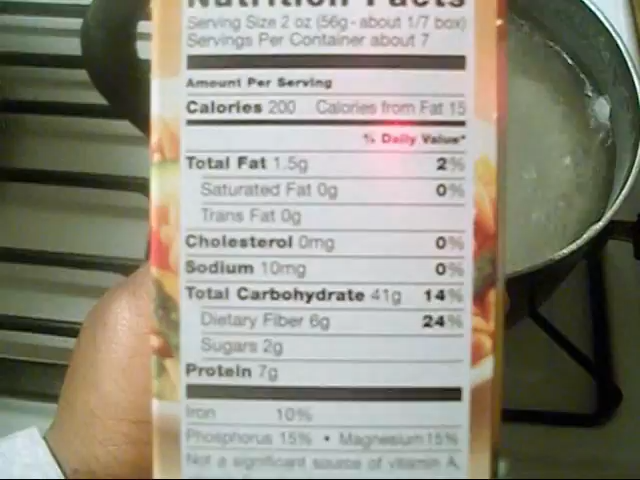 Nutrition Facts
Serving Size 2 oz (56g - about 1/7 box)
Servings Per Container about 7
Amount Per Serving
Calories 200 Calories from Fat 15
% Daily Value*
Total Fat 1.5g 2%
Saturated Fat 0g 0%
Trans Fat 0g
Cholesterol 0mg 0%
Sodium 10mg 0%
Total Carbohydrate 41g 14%
Dietary Fiber 6g 24%
Sugars 2g
Protein 7g
Iron 10%
Phosphorus 15% • Magnesium 15%
Not a significant source of vitamin A,